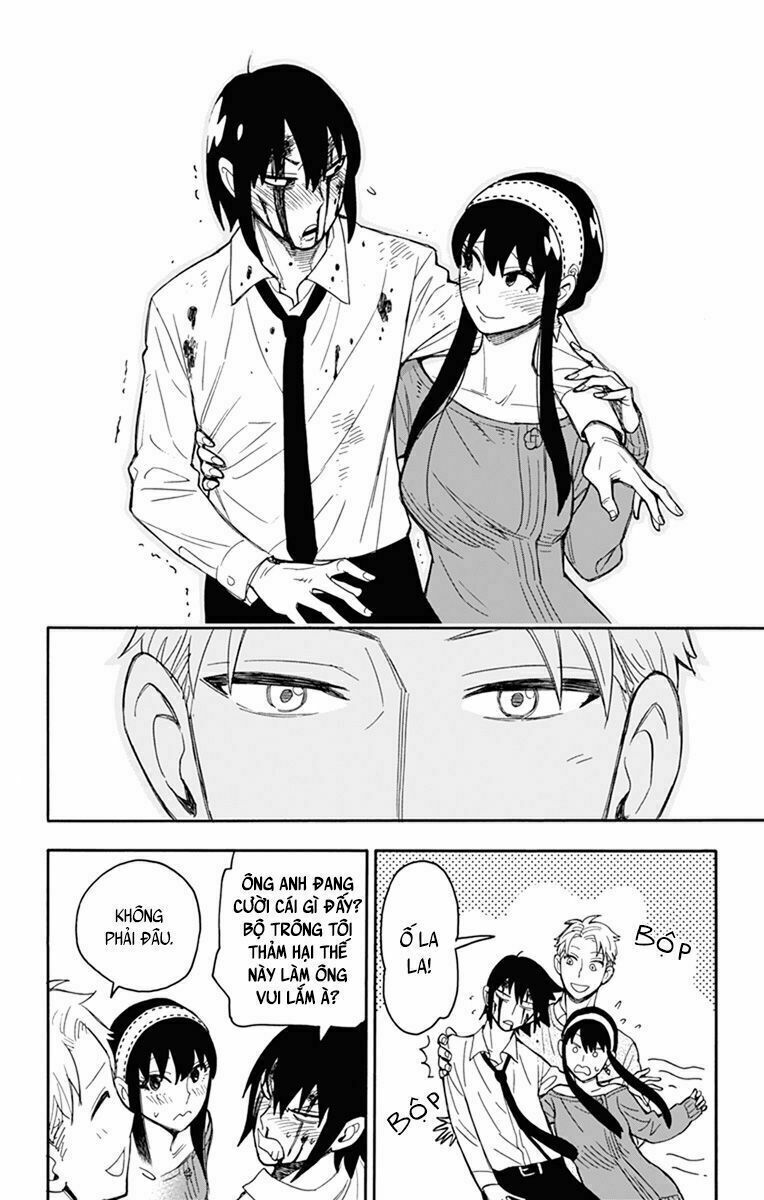 Ố LA
LA!
BỘP
BỘP
ÔNG ANH ĐANG
CƯỜI CÁI GÌ ĐẤY?
BỘ TRÔNG TÔI
THẢM HẠI THẾ
NÀY LÀM ÔNG
VUI LẮM À?
KHÔNG
PHẢI ĐÂU.